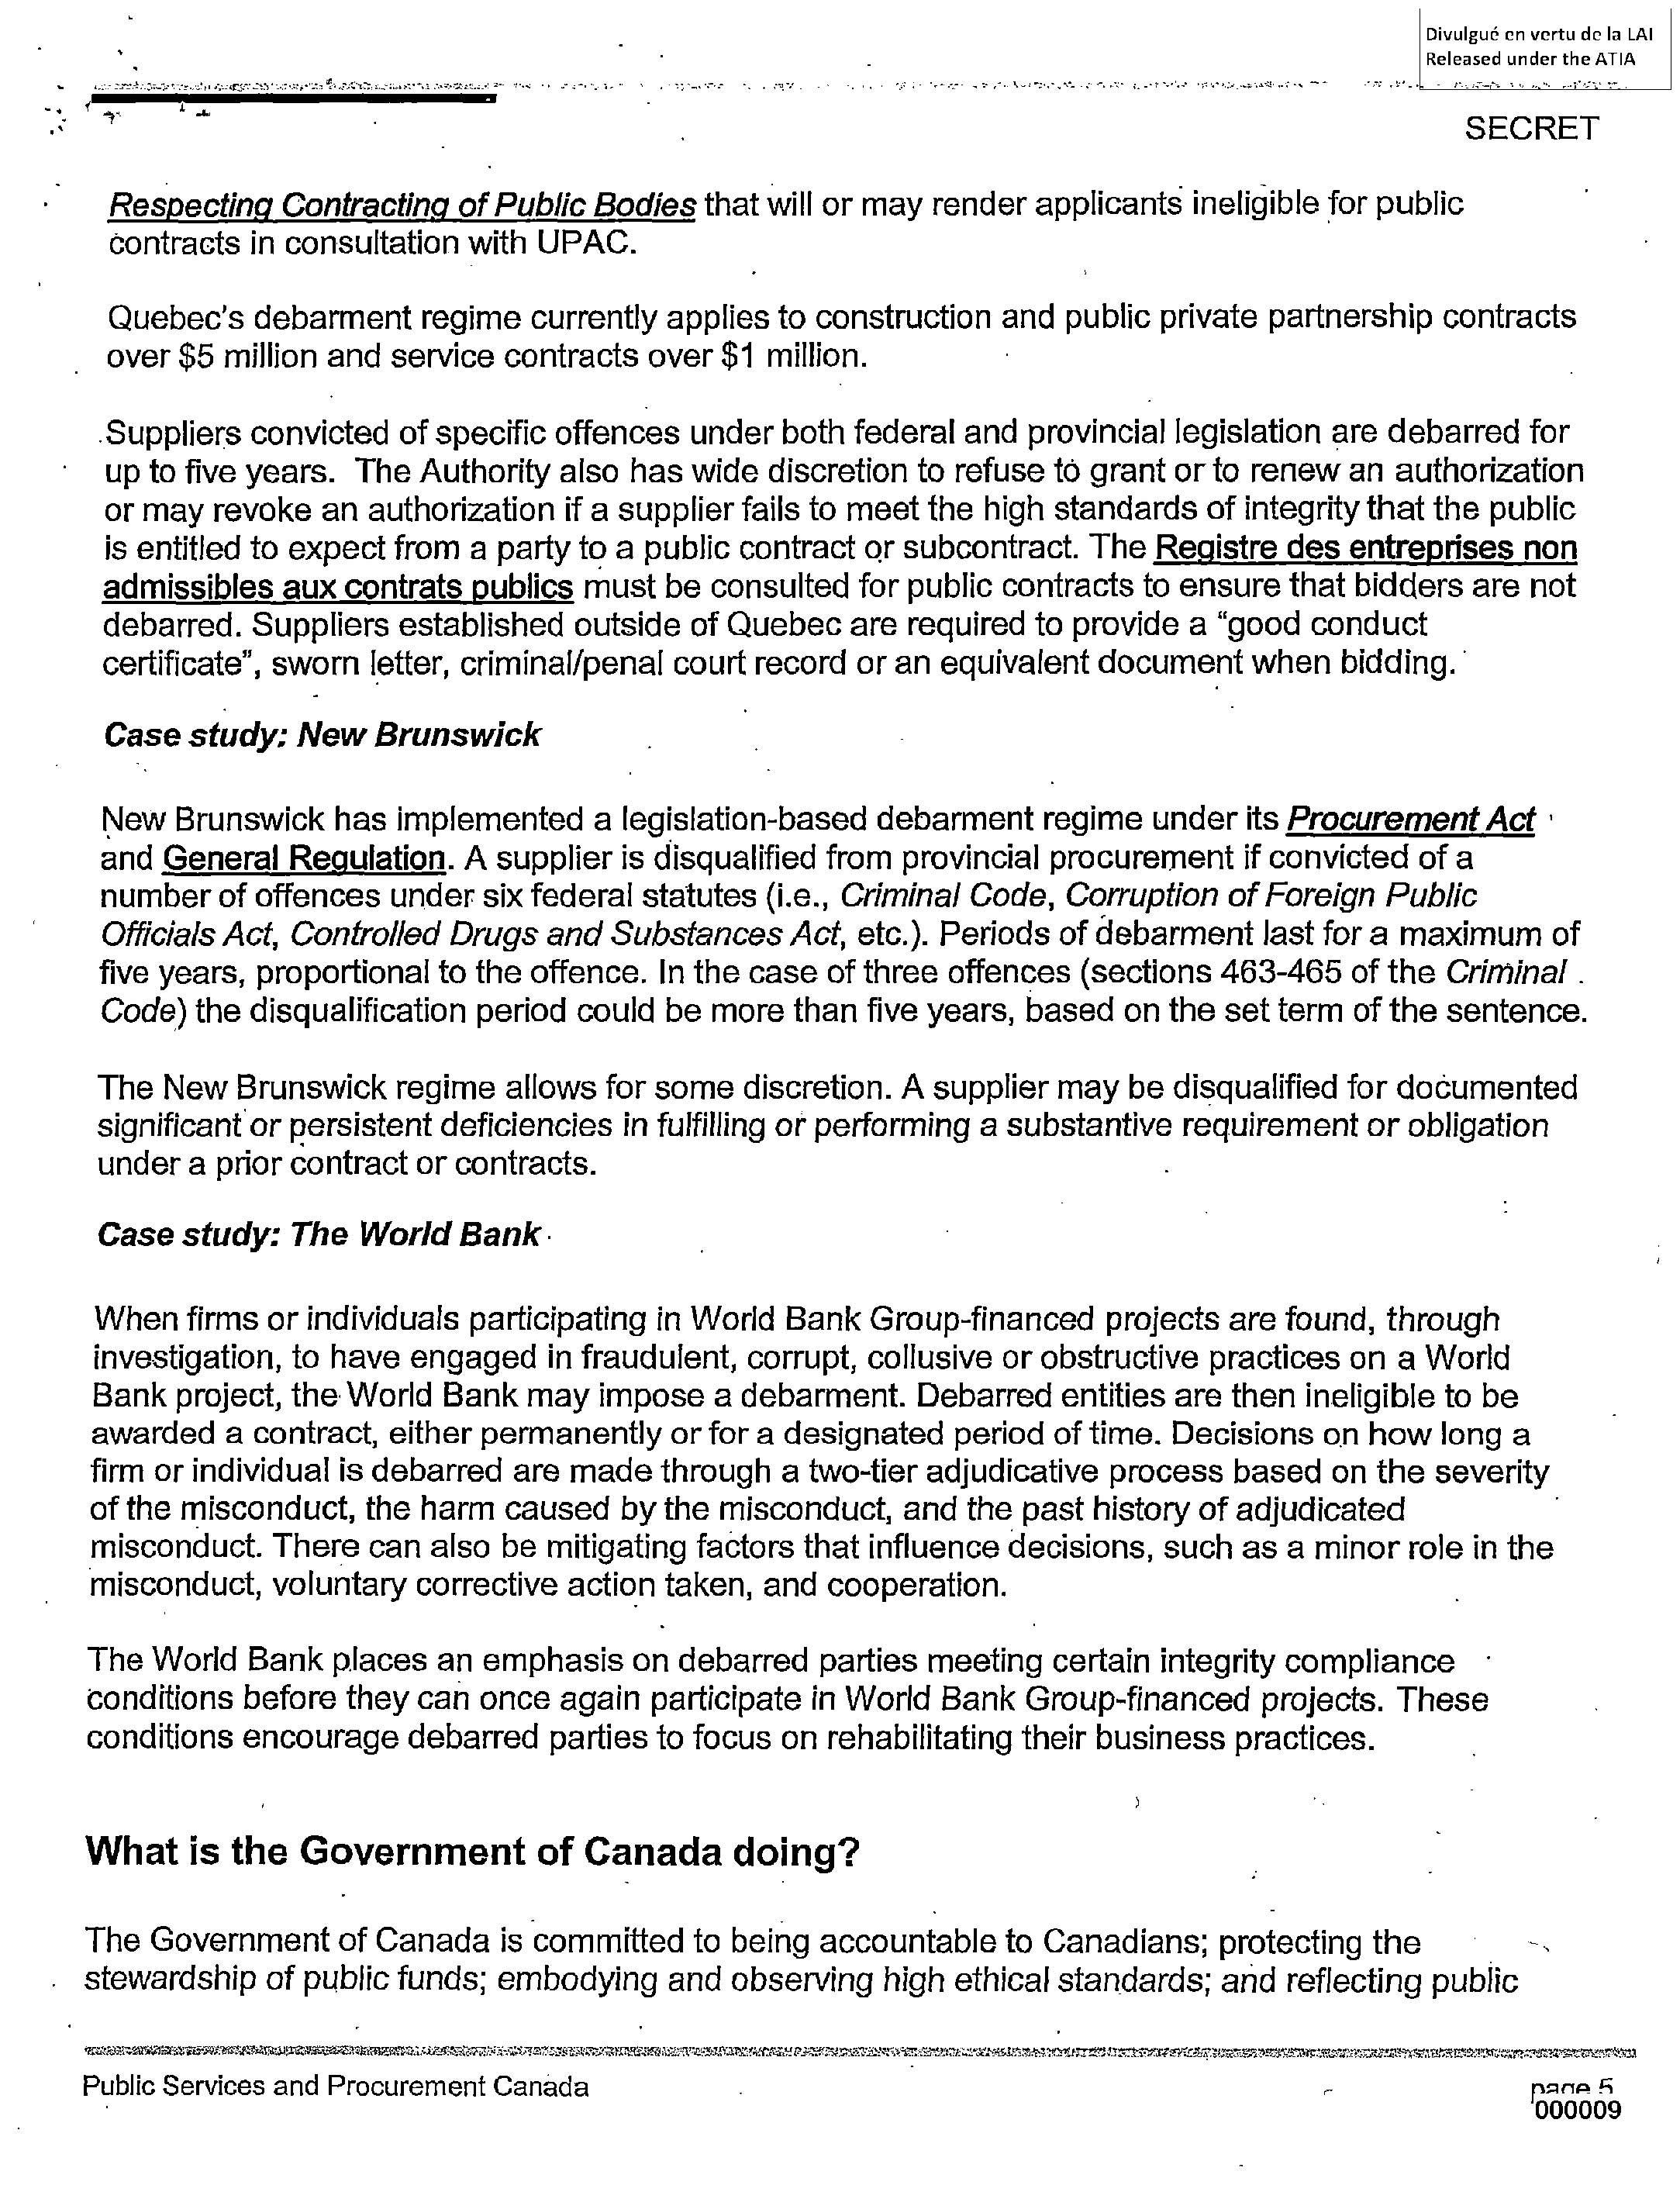 Divulgué en vertu de la LAI
Released under the ATIA
SECRET
Respecting Contracting of Public Bodies that will or may render applicants ineligible for public
contracts in consultation with UPAC.
Quebec's debarment regime currently applies to construction and public private partnership contracts
over $5 million and service contracts over $1 million.
Suppliers convicted of specific offences under both federal and provincial legislation are debarred for
up to five years. The Authority also has wide discretion to refuse to grant or to renew an authorization
or may revoke an authorization if a supplier fails to meet the high standards of integrity that the public
is entitled to expect from a party to a public contract or subcontract. The Registre des entreprises non
admissibles aux contrats publics must be consulted for public contracts to ensure that bidders are not
debarred. Suppliers established outside of Quebec are required to provide a "good conduct
certificate", sworn letter, criminal/penal court record or an equivalent document when bidding.
Case study: New Brunswick
New Brunswick has implemented a legislation-based debarment regime under its Procurement Act
and General Regulation. A supplier is disqualified from provincial procurement if convicted of a
number of offences under six federal statutes (i.e., Criminal Code, Corruption of Foreign Public
Officials Act, Controlled Drugs and Substances Act, etc.). Periods of debarment last for a maximum of
five years, proportional to the offence. In the case of three offences (sections 463-465 of the Criminal
Code) the disqualification period could be more than five years, based on the set term of the sentence.
The New Brunswick regime allows for some discretion. A supplier may be disqualified for documented
significant or persistent deficiencies in fulfilling or performing a substantive requirement or obligation
under a prior contract or contracts.
Case study: The World Bank
When firms or individuals participating in World Bank Group-financed projects are found, through
investigation, to have engaged in fraudulent, corrupt, collusive or obstructive practices on a World
Bank project, the World Bank may impose a debarment. Debarred entities are then ineligible to be
awarded a contract, either permanently or for a designated period of time. Decisions on how long a
firm or individual is debarred are made through a two-tier adjudicative process based on the severity
of the misconduct, the harm caused by the misconduct, and the past history of adjudicated
misconduct. There can also be mitigating factors that influence decisions, such as a minor role in the
misconduct, voluntary corrective action taken, and cooperation.
The World Bank places an emphasis on debarred parties meeting certain integrity compliance
conditions before they can once again participate in World Bank Group-financed projects. These
conditions encourage debarred parties to focus on rehabilitating their business practices.
What is the Government of Canada doing?
The Government of Canada is committed to being accountable to Canadians; protecting the
stewardship of public funds; embodying and observing high ethical standards; and reflecting public
Public Services and Procurement Canada
page 5
000009